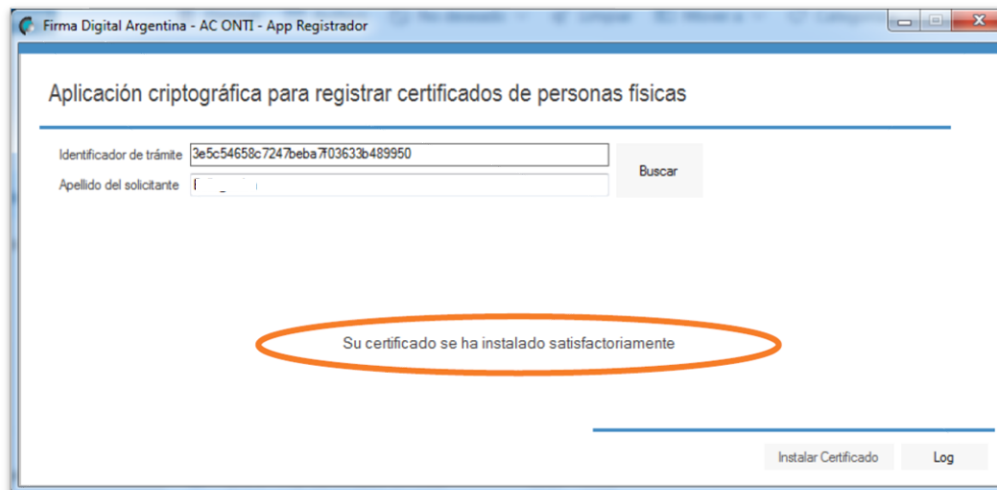 Firma Digital Argentina - AC ONTI - App Registrador
Aplicación criptográfica para registrar certificados de personas físicas
Identificador de trámite 3e5c54658c7247beba7f03633b489950
Buscar
Apellido del solicitante
Su certificado se ha instalado satisfactoriamente
Instalar Certificado Log